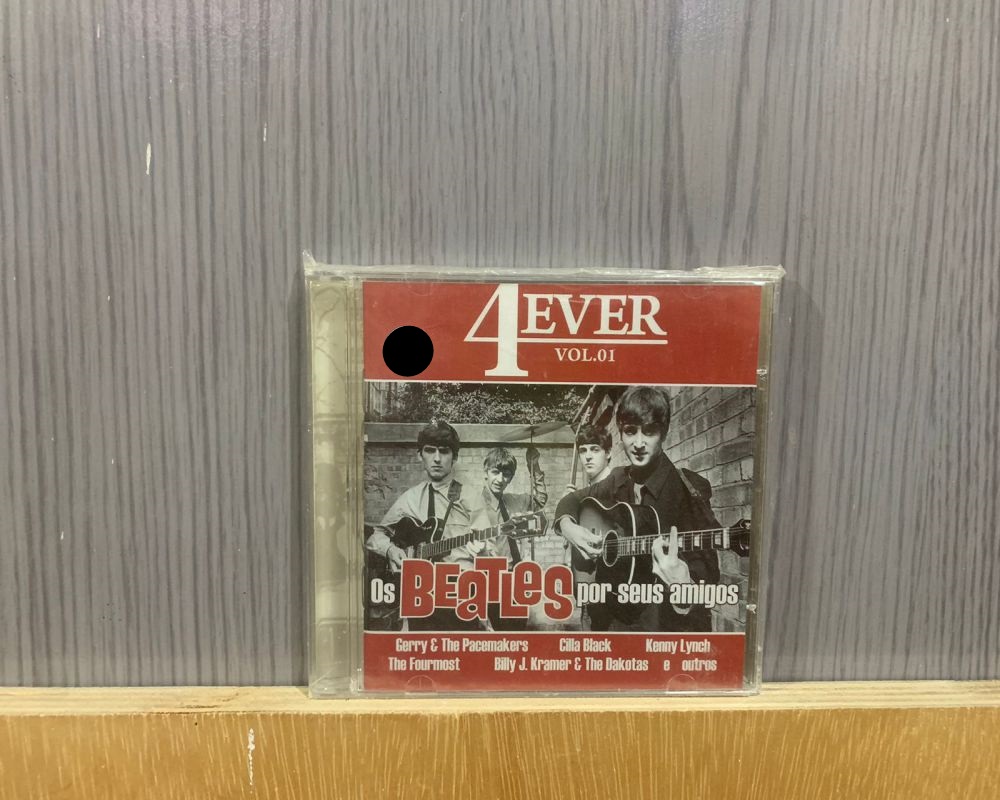 4EVER
VOL.01
Os BEATLES por seus amigos
Gerry & The Pacemakers Cilla Black Kenny Lynch
The Fourmost Billy J. Kramer & The Dakotas e outros